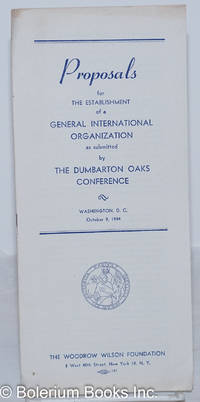 Proposals
for
THE ESTABLISHMENT
of a
GENERAL INTERNATIONAL
ORGANIZATION
as submitted
by
THE DUMBARTON OAKS
CONFERENCE
WASHINGTON, D. C.
October 9, 1944
THE WOODROW WILSON FOUNDATION
8 West 40th Street, New York 18, N. Y.
© Bolerium Books Inc.